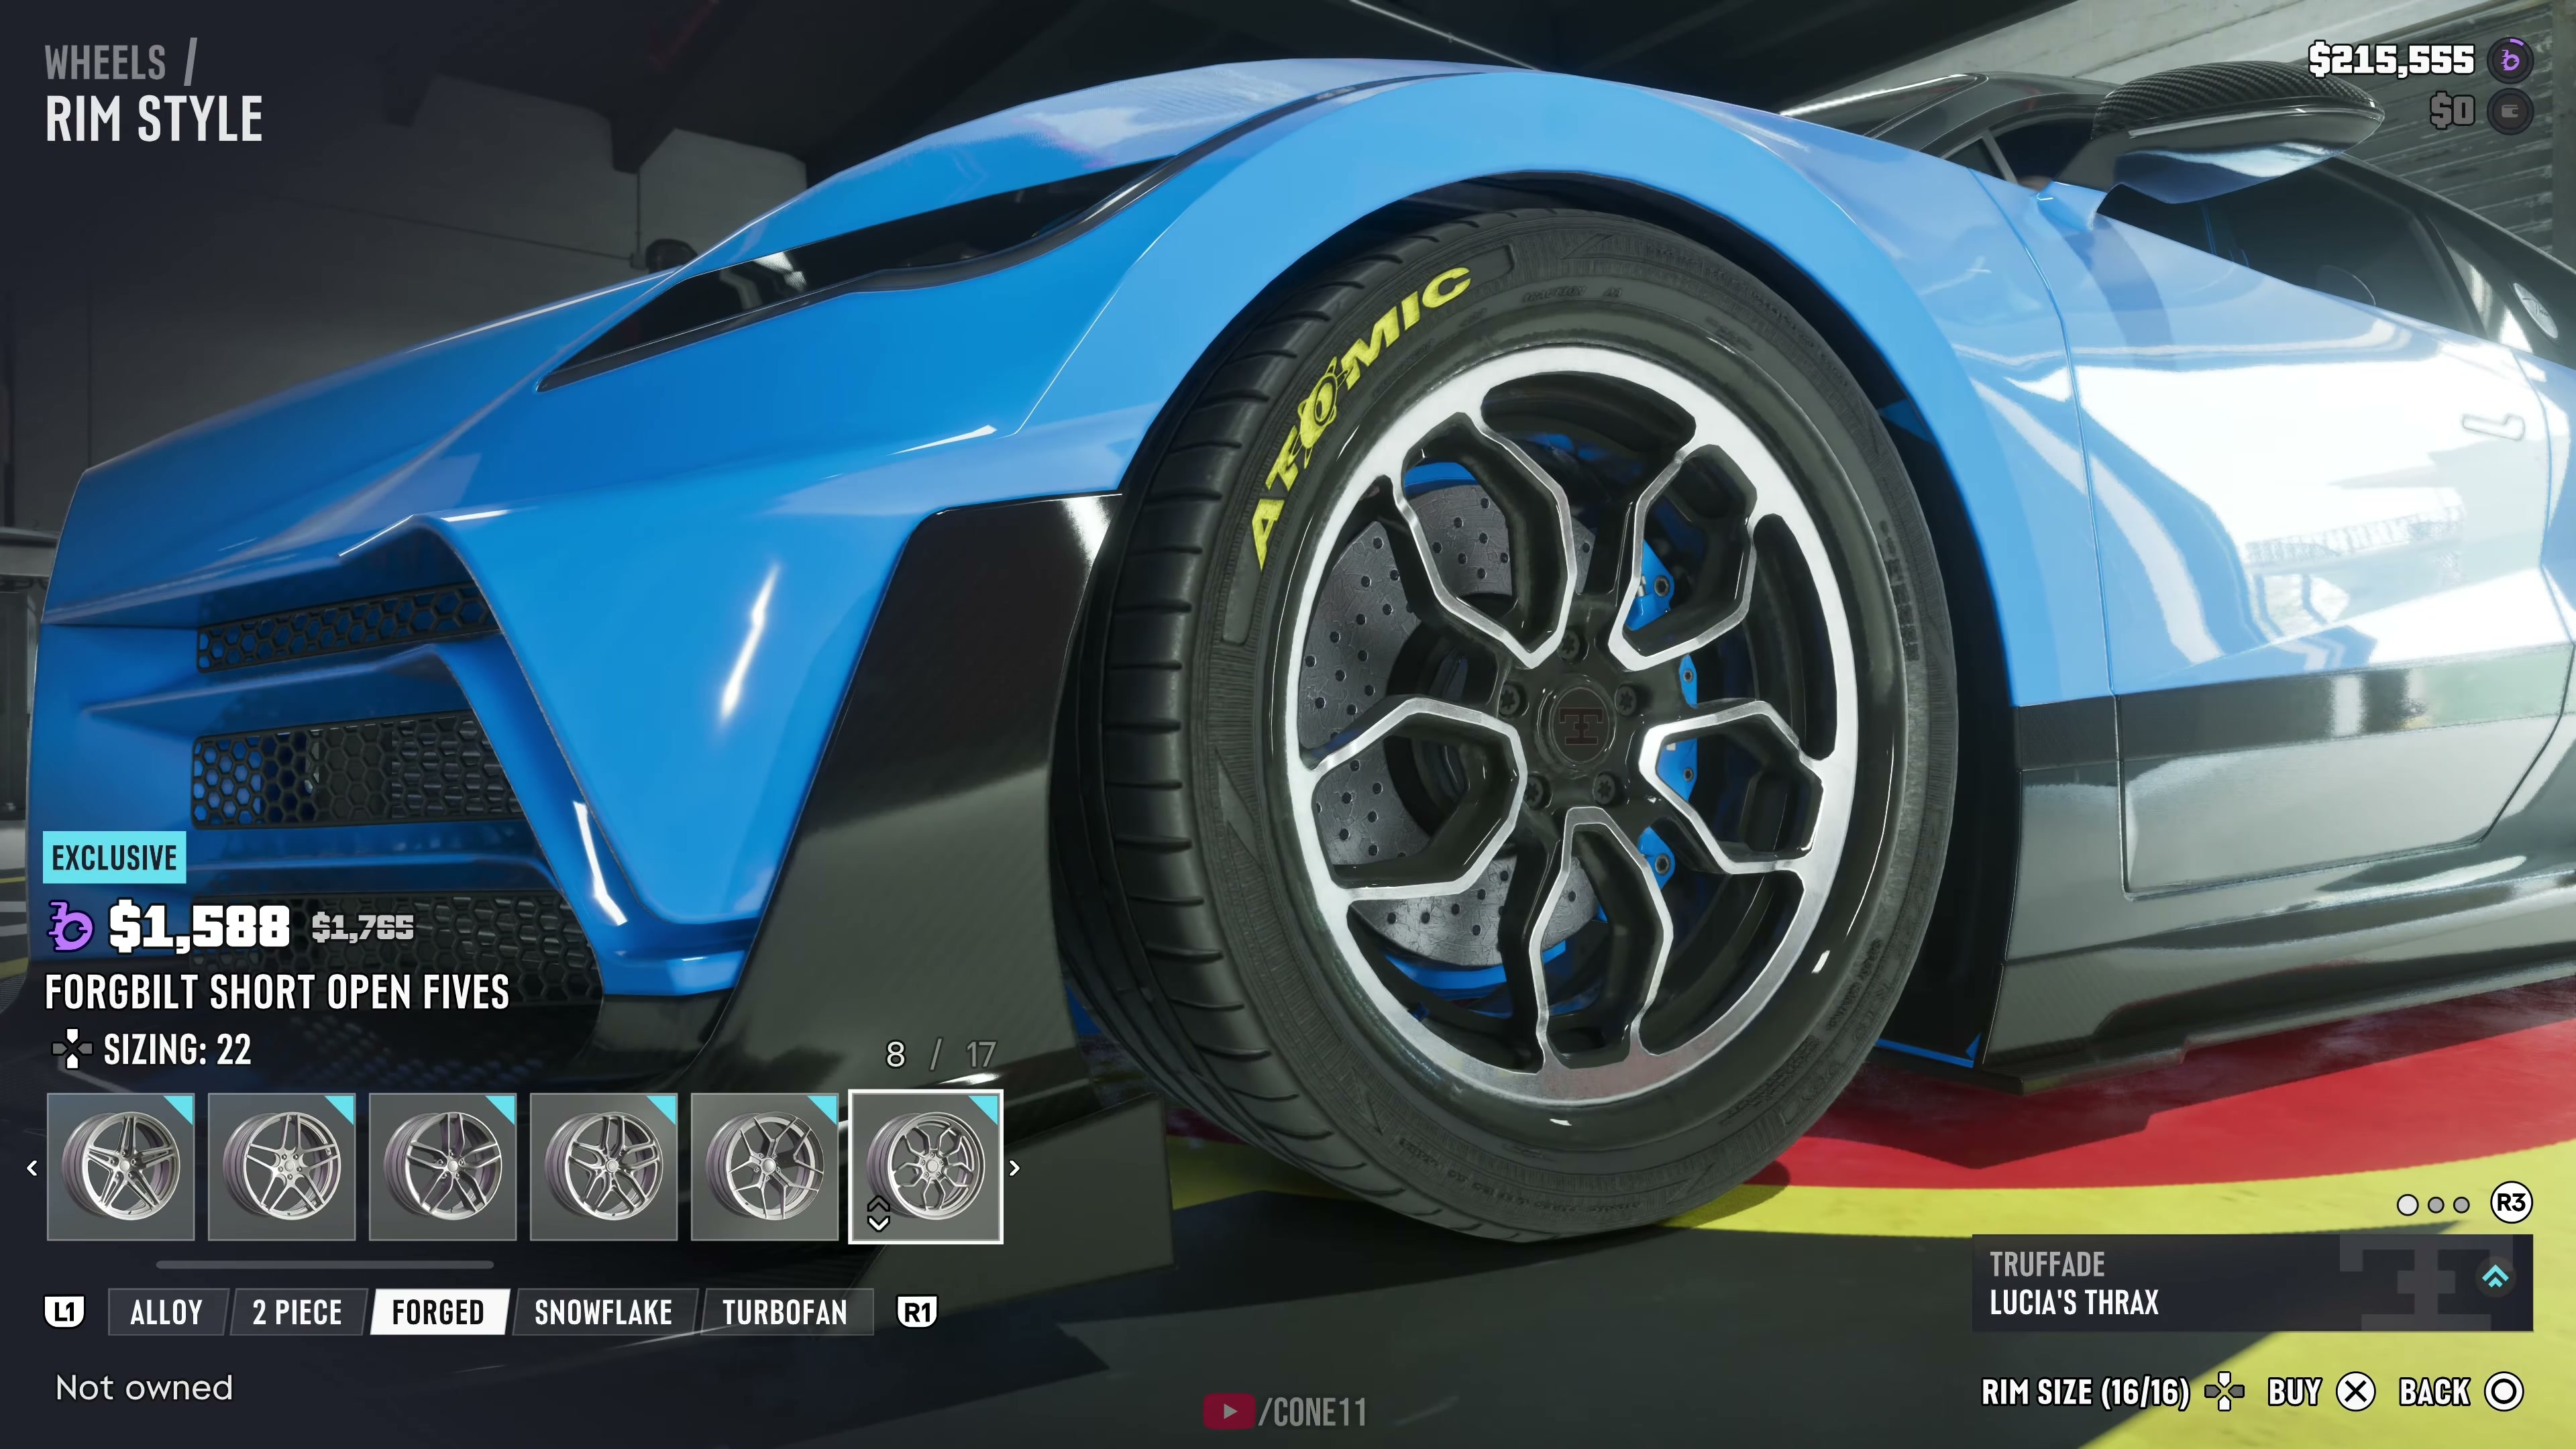 WHEELS /
RIM STYLE
$215,555
$0
ATOMIC
EXCLUSIVE
$1,588 $1,765
FORGBILT SHORT OPEN FIVES
SIZING: 22
8 / 17
R3
TRUFFADE
LUCIA'S THRAX
L1 ALLOY 2 PIECE FORGED SNOWFLAKE TURBOFAN R1
Not owned
/CONE11
RIM SIZE (16/16) BUY BACK